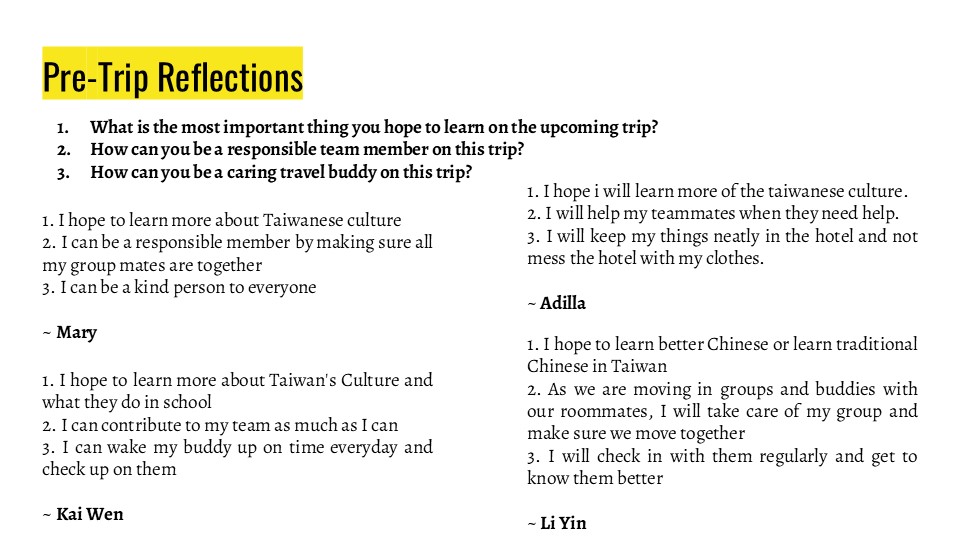 Pre-Trip Reflections
1. What is the most important thing you hope to learn on the upcoming trip?
2. How can you be a responsible team member on this trip?
3. How can you be a caring travel buddy on this trip?
1. I hope to learn more about Taiwanese culture
2. I can be a responsible member by making sure all
my group mates are together
3. I can be a kind person to everyone
~ Mary
1. I hope to learn more about Taiwan's Culture and
what they do in school
2. I can contribute to my team as much as I can
3. I can wake my buddy up on time everyday and
check up on them
~ Kai Wen
1. I hope i will learn more of the taiwanese culture.
2. I will help my teammates when they need help.
3. I will keep my things neatly in the hotel and not
mess the hotel with my clothes.
~ Adilla
1. I hope to learn better Chinese or learn traditional
Chinese in Taiwan
2. As we are moving in groups and buddies with
our roommates, I will take care of my group and
make sure we move together
3. I will check in with them regularly and get to
know them better
~ Li Yin